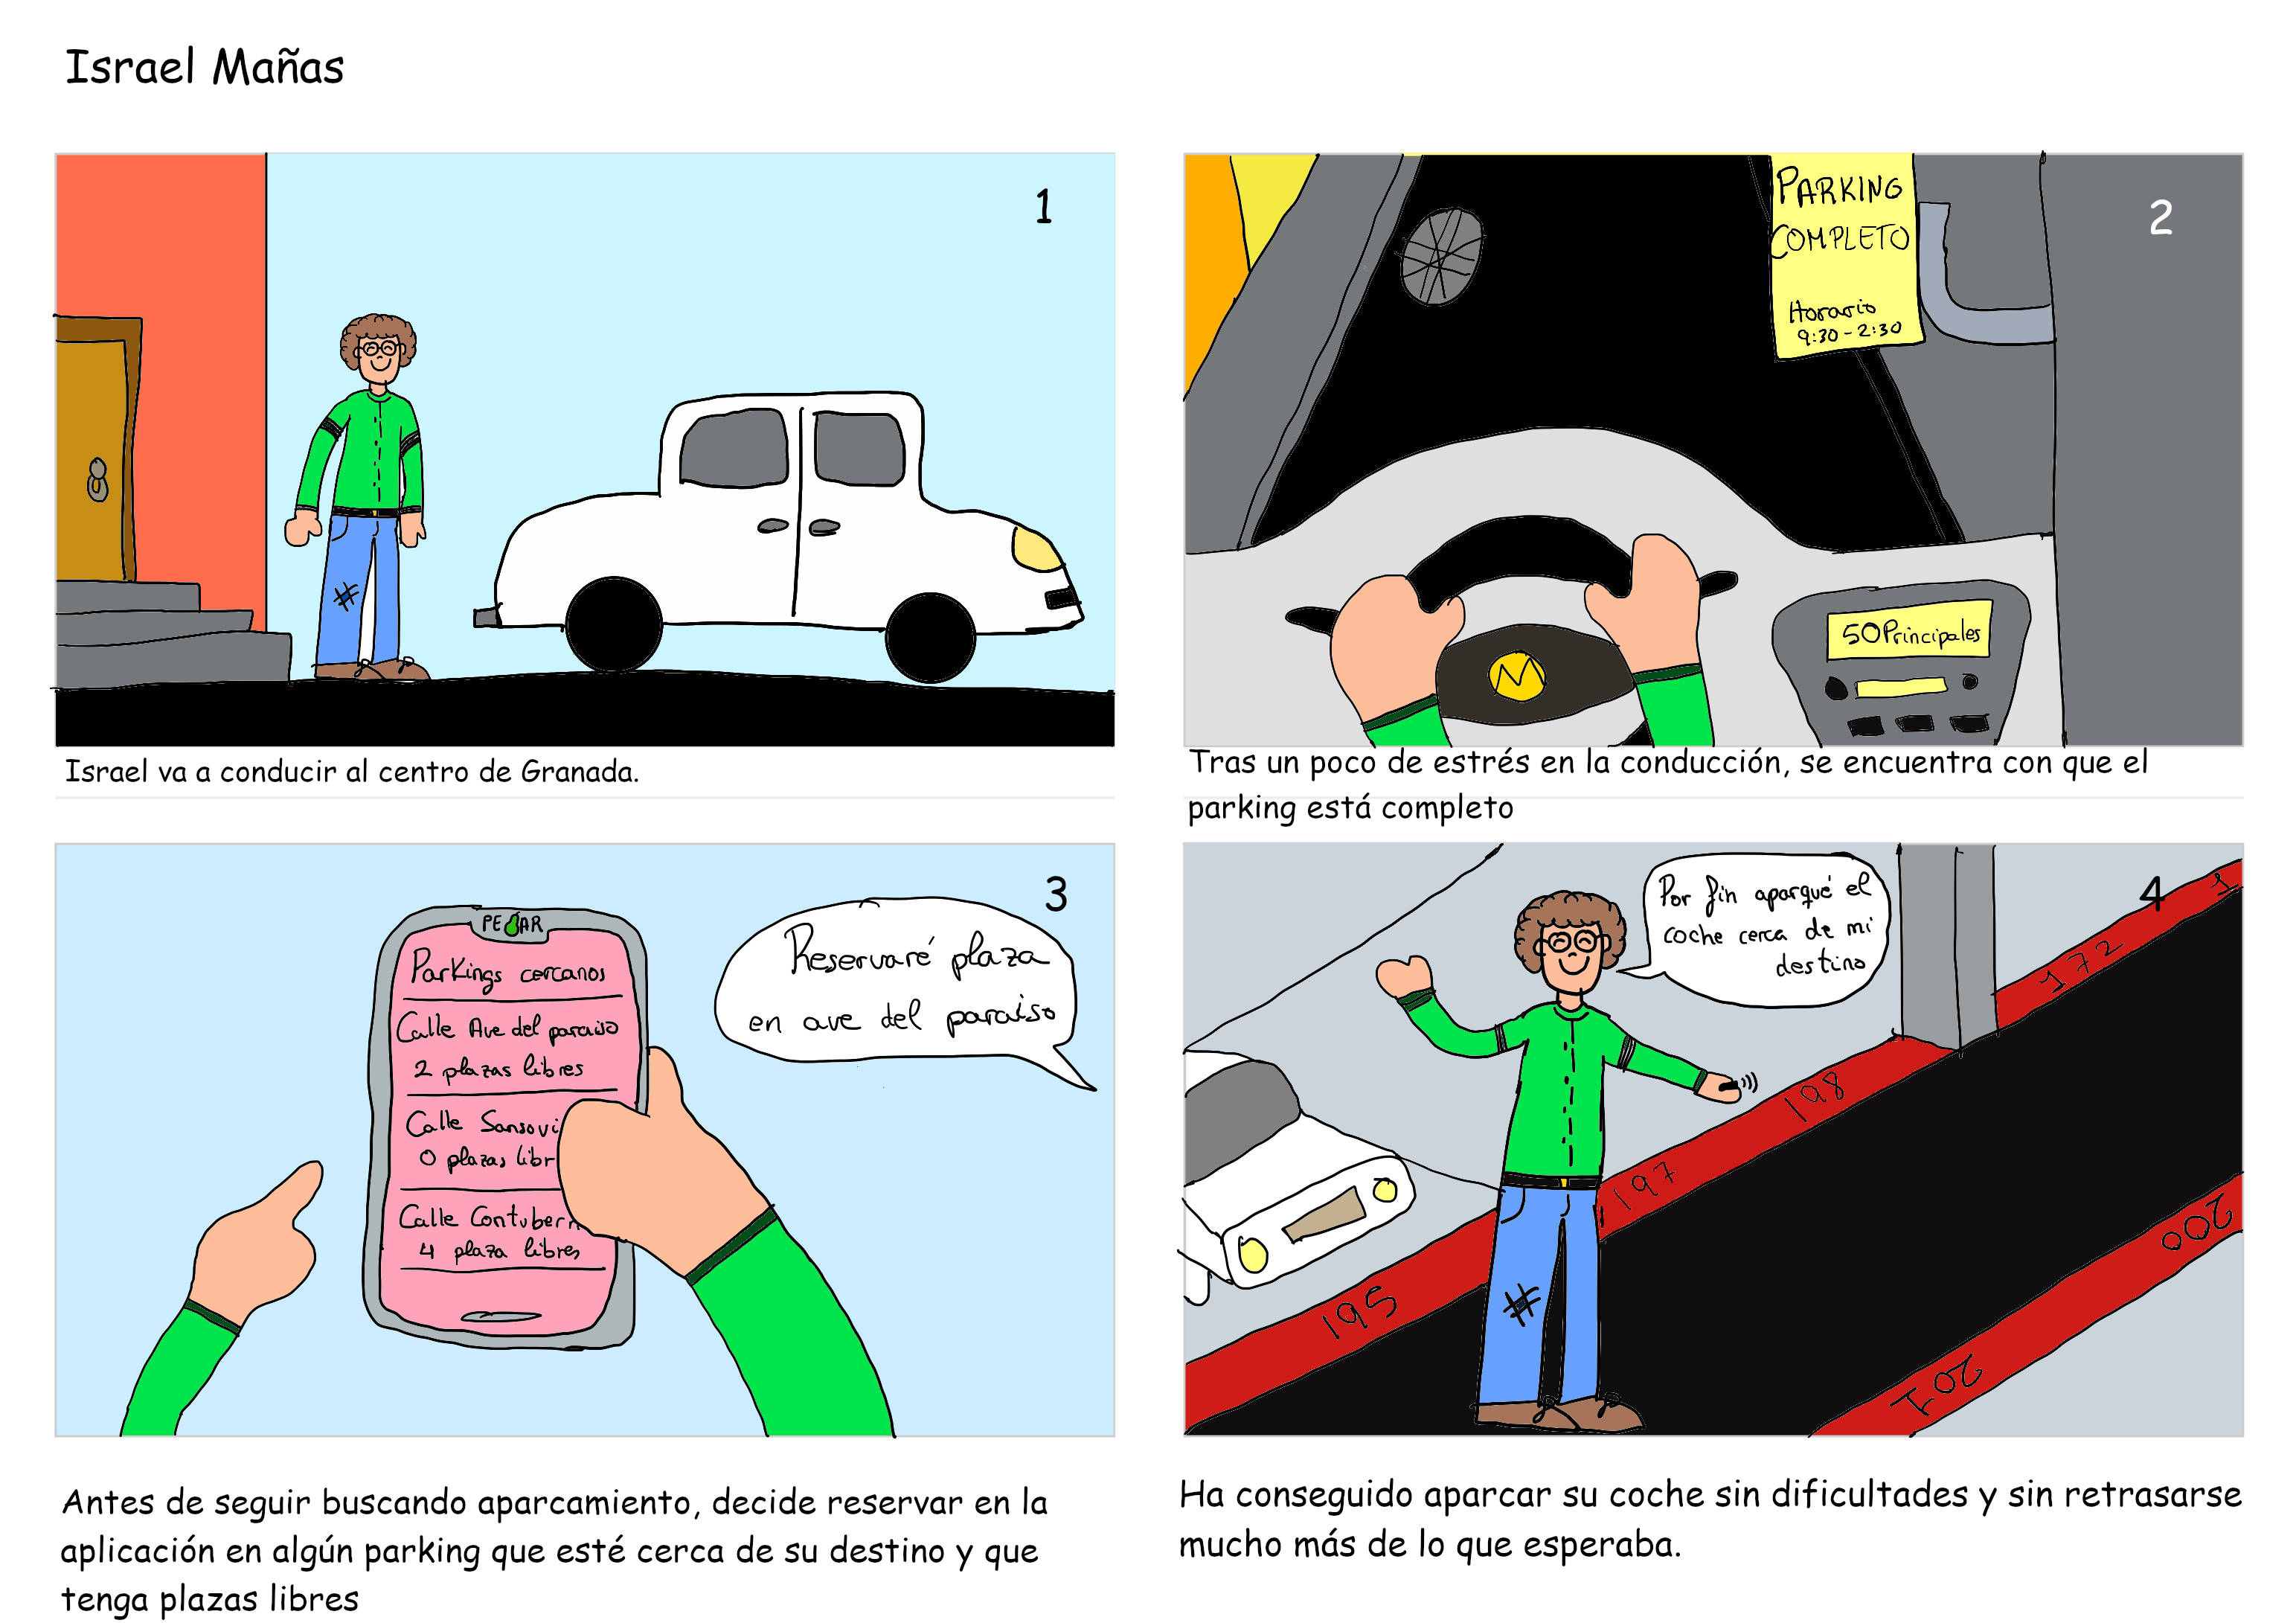 Israel Mañas
1
Israel va a conducir al centro de Granada.
PARKING
COMPLETO
Horario
9:30 - 2:30
2
50Principales
M
Tras un poco de estrés en la conducción, se encuentra con que el
parking está completo
3
PE AR
Parkings cercanos
Calle Ave del paraiso
2 plazas libres
Calle Sansovi
0 plazas libr
Calle Contubern
4 plaza libres
Reservaré plaza
en ave del paraiso
Antes de seguir buscando aparcamiento, decide reservar en la
aplicación en algún parking que esté cerca de su destino y que
tenga plazas libres
4
Por fin aparqué el
coche cerca de mi
destino
1
172
198
197
195
200
201
Ha conseguido aparcar su coche sin dificultades y sin retrasarse
mucho más de lo que esperaba.